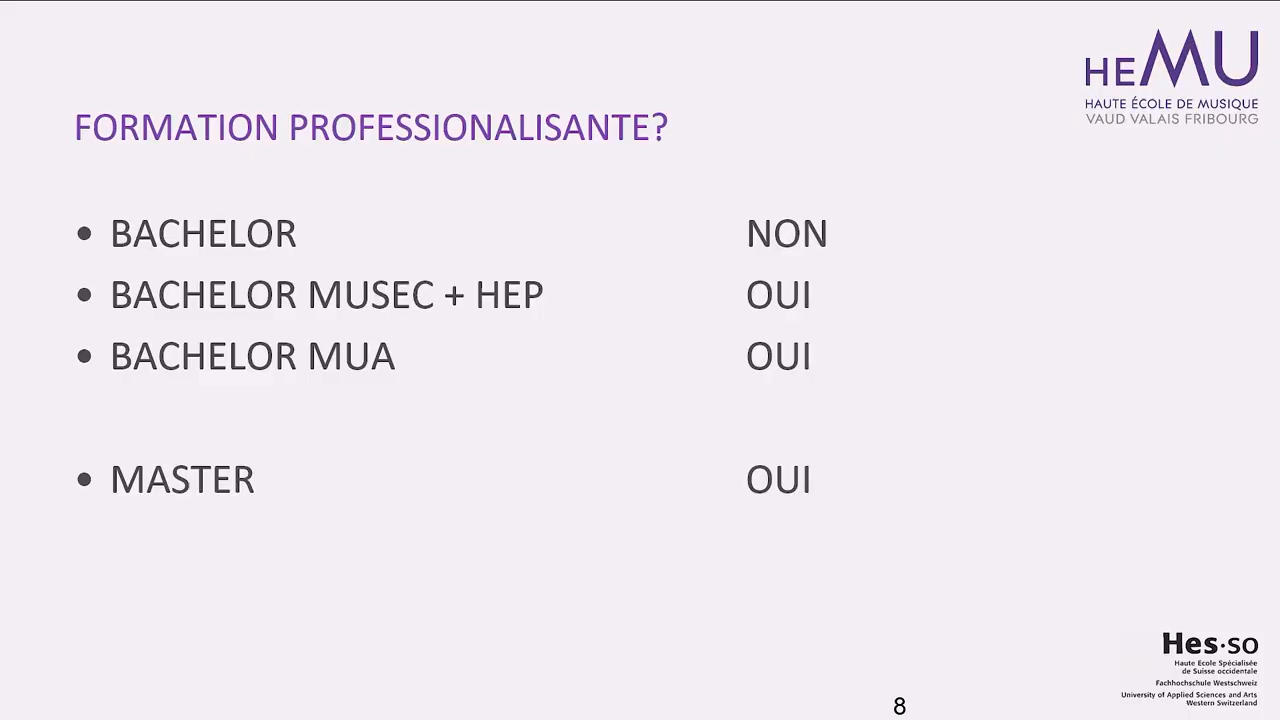 HEMU
HAUTE ÉCOLE DE MUSIQUE
VAUD VALAIS FRIBOURG
FORMATION PROFESSIONALISANTE?
• BACHELOR NON
• BACHELOR MUSEC + HEP OUI
• BACHELOR MUA OUI
• MASTER OUI
Hes·so
Haute Ecole Spécialisée
de Suisse occidentale
Fachhochschule Westschweiz
University of Applied Sciences and Arts
Western Switzerland
8